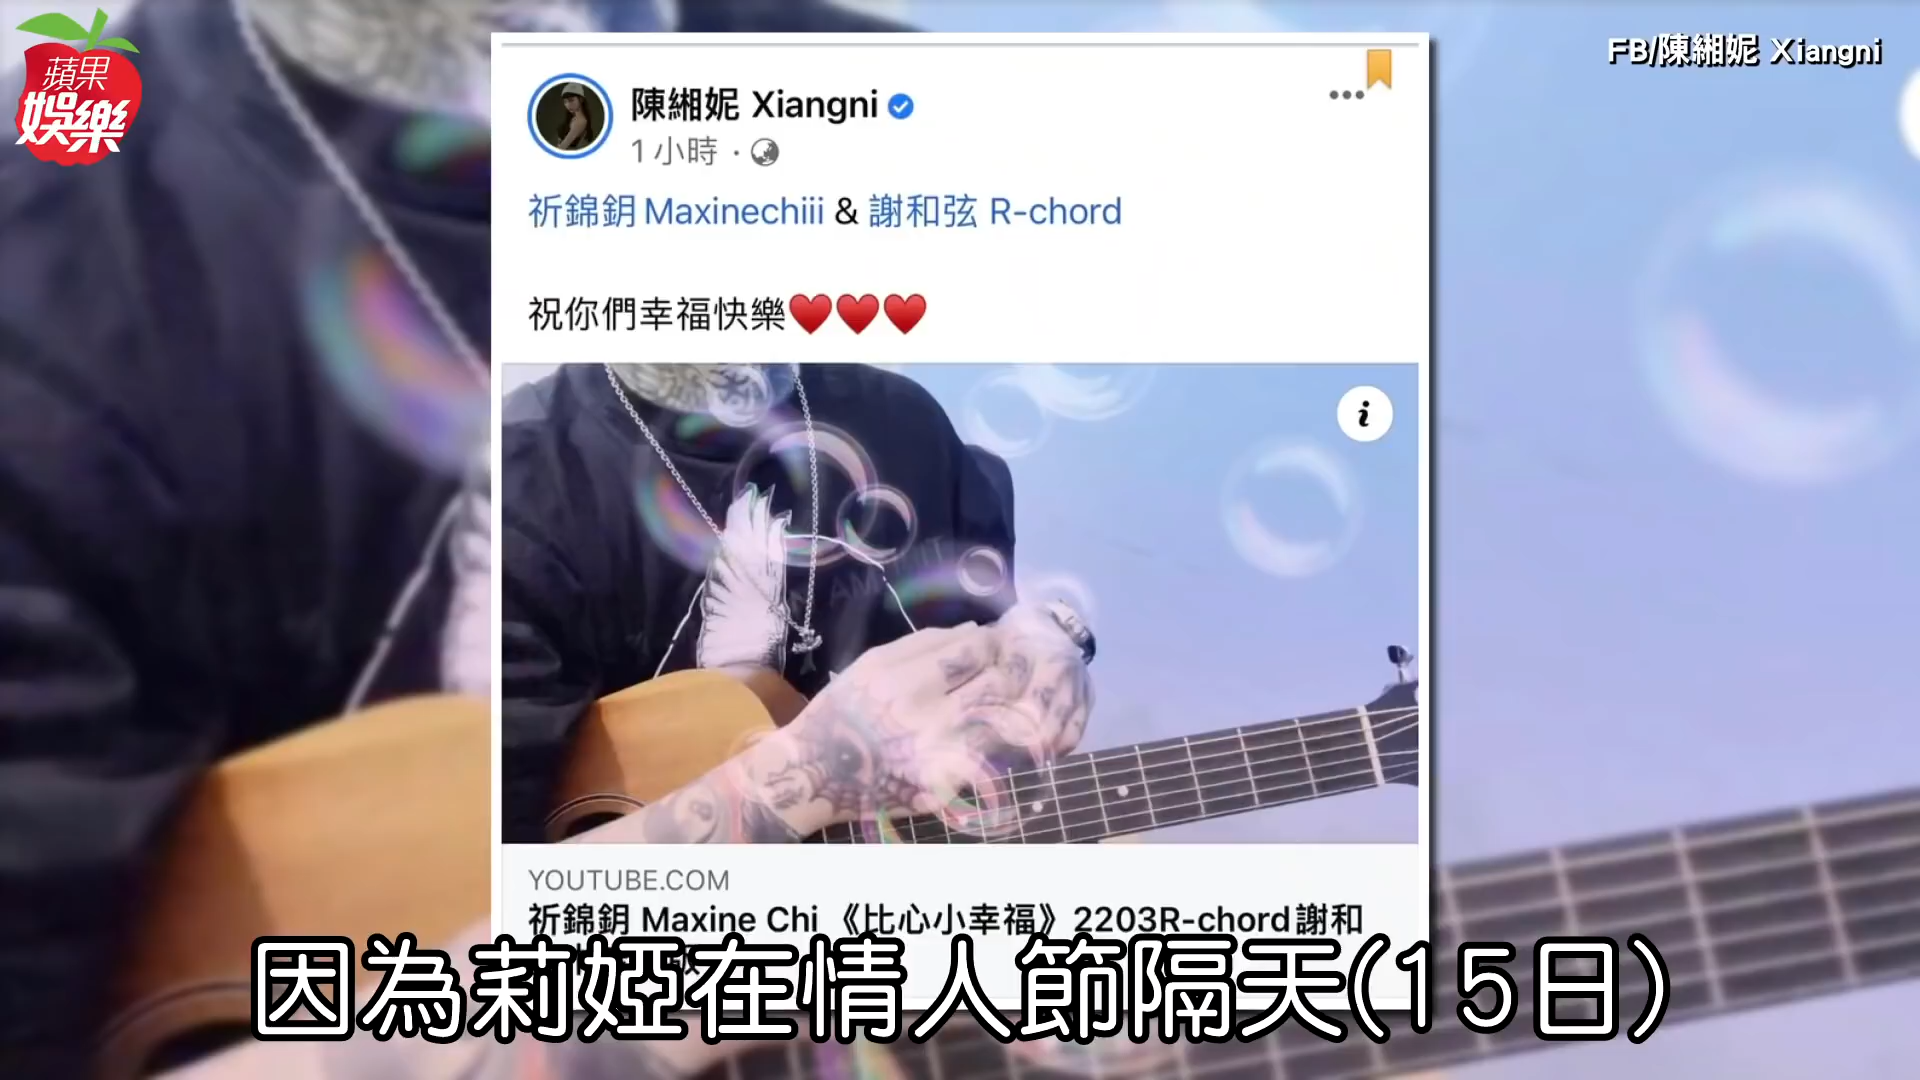 蘋果
娛樂
FB/陳緗妮 Xiangni
陳緗妮 Xiangni
1 小時 ·
祈錦鈅 Maxinechiii & 謝和弦 R-chord
祝你們幸福快樂♥️♥️♥️
YOUTUBE.COM
祈錦鈅 Maxine Chi 《比心小幸福》2203R-chord謝和
因為莉婭在情人節隔天(15日)